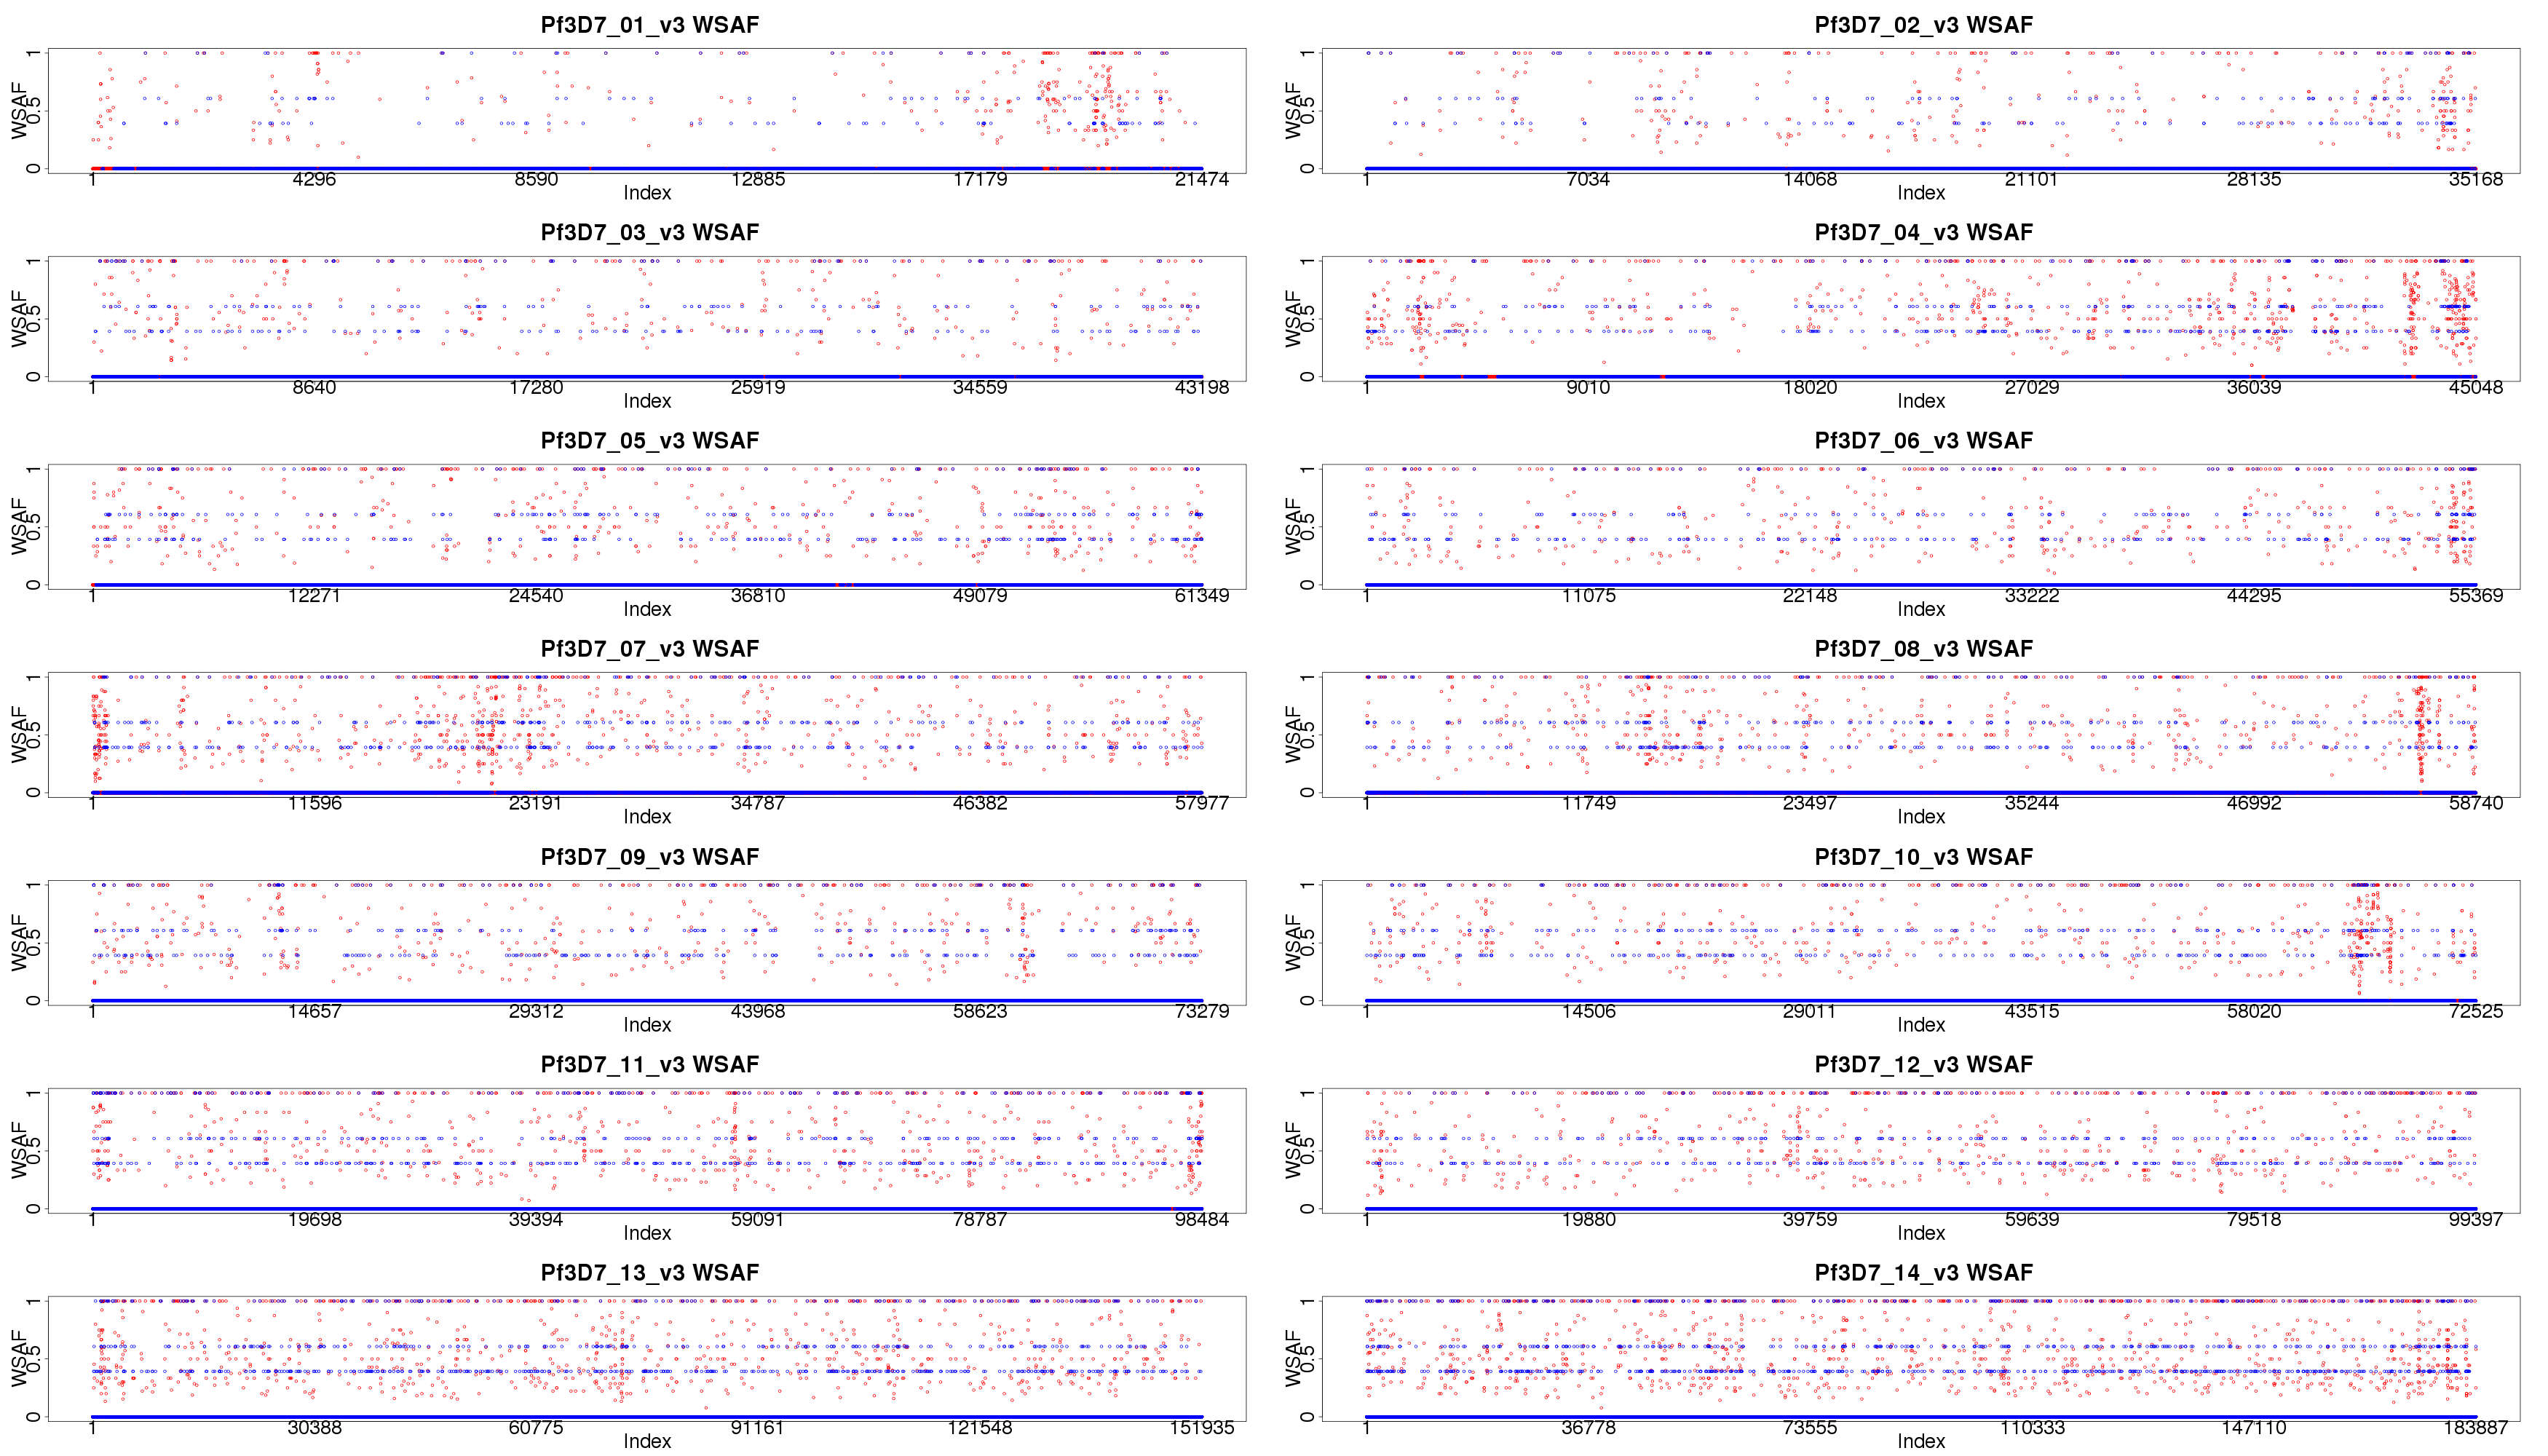 Pf3D7_01_v3 WSAF
WSAF
0 0.5 1
1 4296 8590 12885 17179 21474
Index
Pf3D7_02_v3 WSAF
WSAF
0 0.5 1
1 7034 14068 21101 28135 35168
Index
Pf3D7_03_v3 WSAF
WSAF
0 0.5 1
1 8640 17280 25919 34559 43198
Index
Pf3D7_04_v3 WSAF
WSAF
0 0.5 1
1 9010 18020 27029 36039 45048
Index
Pf3D7_05_v3 WSAF
WSAF
0 0.5 1
1 12271 24540 36810 49079 61349
Index
Pf3D7_06_v3 WSAF
WSAF
0 0.5 1
1 11075 22148 33222 44295 55369
Index
Pf3D7_07_v3 WSAF
WSAF
0 0.5 1
1 11596 23191 34787 46382 57977
Index
Pf3D7_08_v3 WSAF
WSAF
0 0.5 1
1 11749 23497 35244 46992 58740
Index
Pf3D7_09_v3 WSAF
WSAF
0 0.5 1
1 14657 29312 43968 58623 73279
Index
Pf3D7_10_v3 WSAF
WSAF
0 0.5 1
1 14506 29011 43515 58020 72525
Index
Pf3D7_11_v3 WSAF
WSAF
0 0.5 1
1 19698 39394 59091 78787 98484
Index
Pf3D7_12_v3 WSAF
WSAF
0 0.5 1
1 19880 39759 59639 79518 99397
Index
Pf3D7_13_v3 WSAF
WSAF
0 0.5 1
1 30388 60775 91161 121548 151935
Index
Pf3D7_14_v3 WSAF
WSAF
0 0.5 1
1 36778 73555 110333 147110 183887
Index